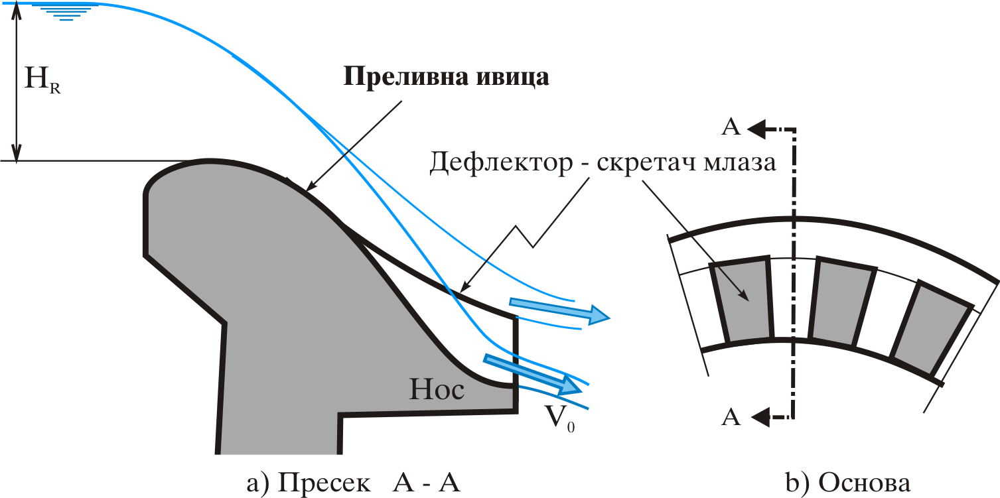 H_R
Преливна ивица
Дефлектор - скретач млаза
A
A
Нос
V_0
a) Пресек A - A
b) Основа